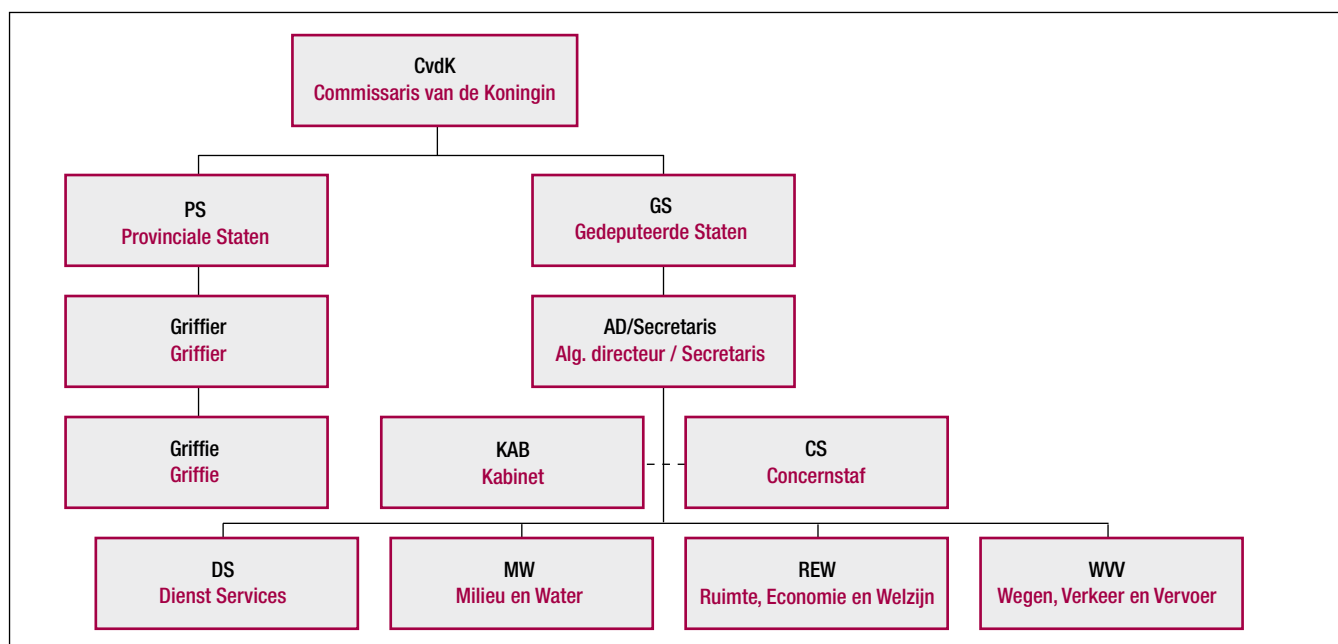 CvdK
Commissaris van de Koningin
PS
Provinciale Staten
GS
Gedeputeerde Staten
Griffier
Griffier
AD/Secretaris
Alg. directeur / Secretaris
Griffie
Griffie
KAB
Kabinet
CS
Concernstaf
DS
Dienst Services
MW
Milieu en Water
REW
Ruimte, Economie en Welzijn
WVV
Wegen, Verkeer en Vervoer